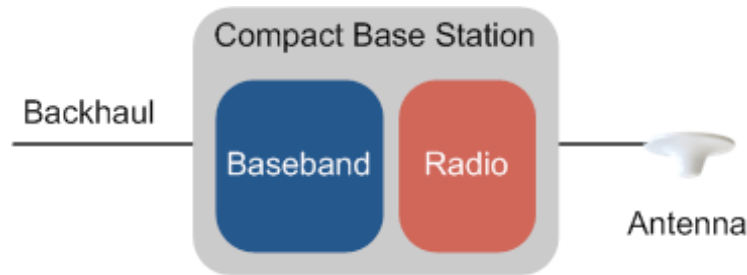 Compact Base Station
Backhaul
Baseband
Radio
Antenna